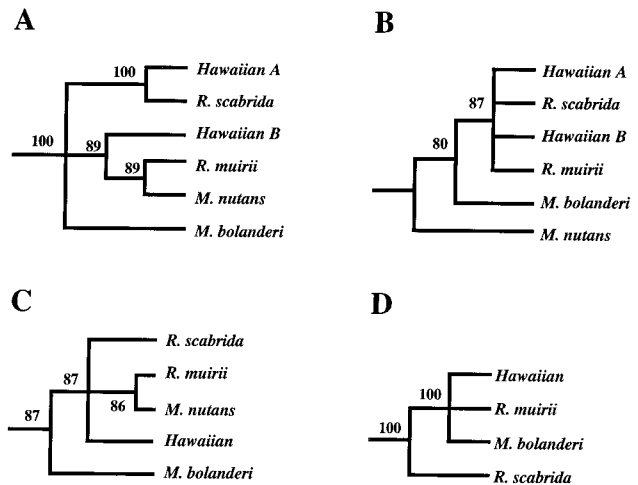 A
100
Hawaiian A
R. scabrida
100
89
Hawaiian B
89
R. muirii
M. nutans
M. bolanderi
B
Hawaiian A
87
R. scabrida
Hawaiian B
80
R. muirii
M. bolanderi
M. nutans
C
R. scabrida
87
R. muirii
87
86
M. nutans
Hawaiian
M. bolanderi
D
Hawaiian
100
R. muirii
100
M. bolanderi
R. scabrida